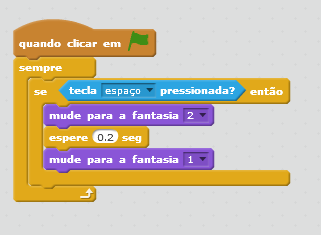 quando clicar em
sempre
se tecla espaço pressionada? então
mude para a fantasia 2
espere 0.2 seg
mude para a fantasia 1